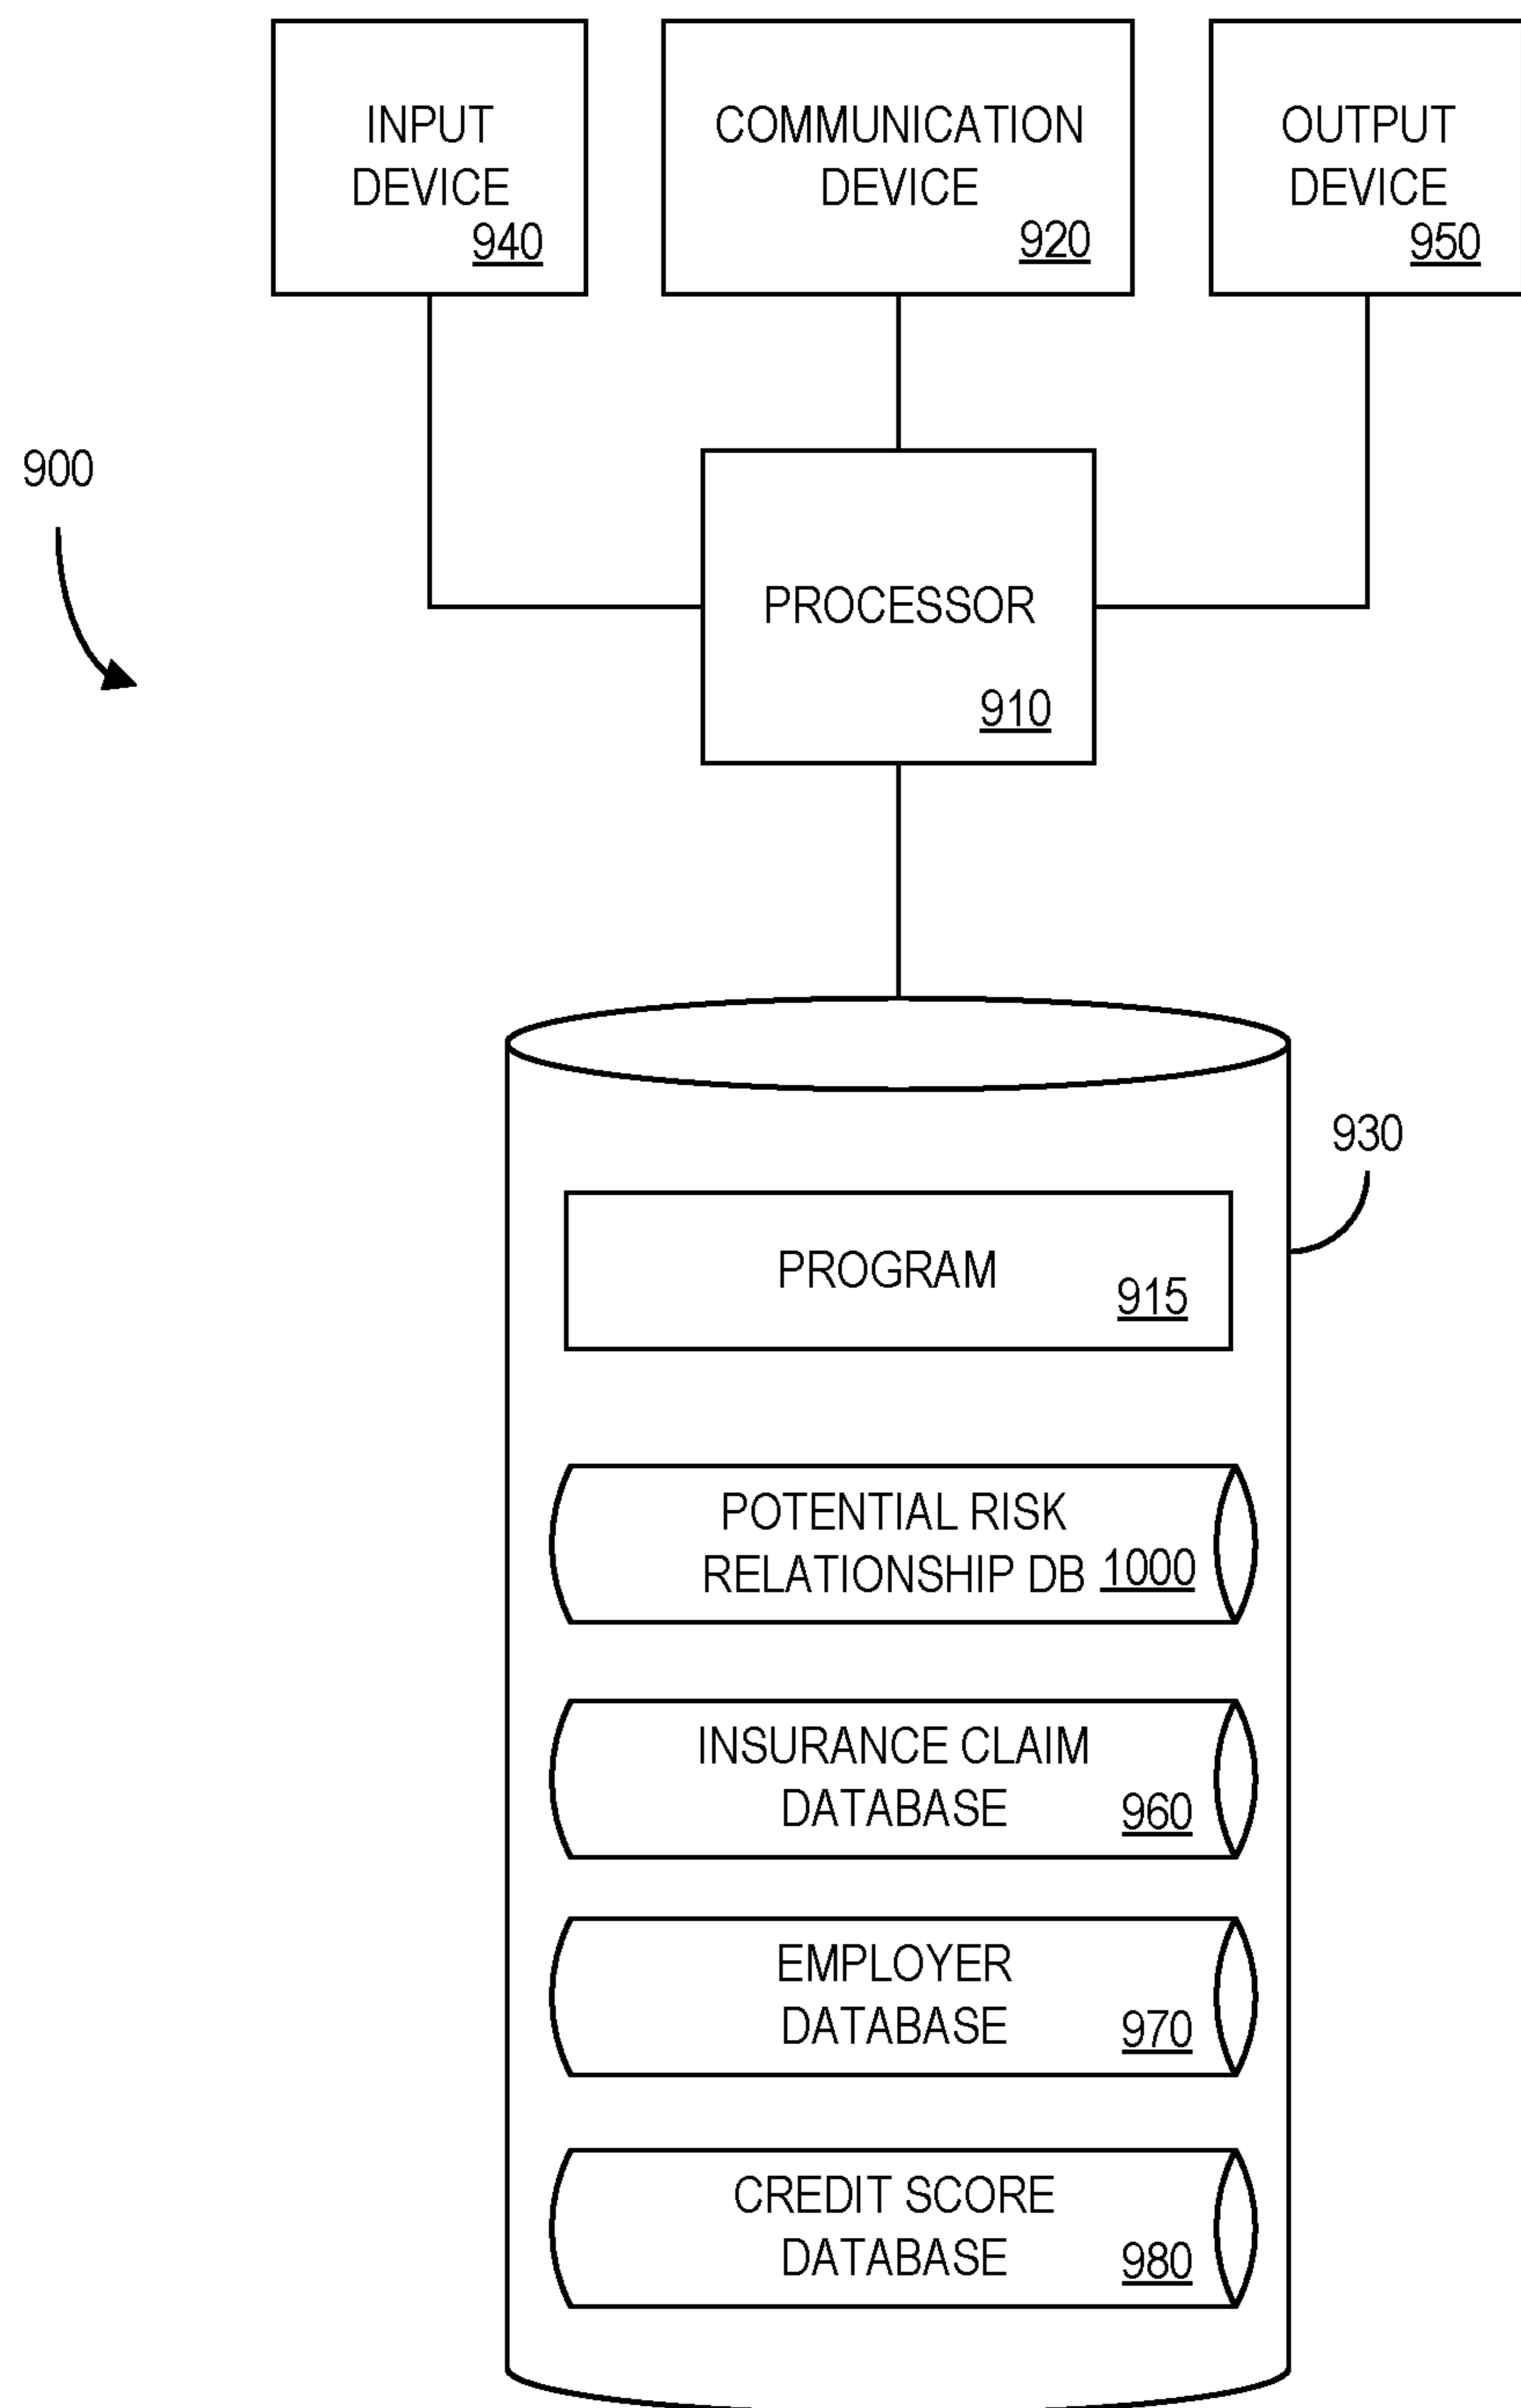 INPUT
DEVICE
940
COMMUNICATION
DEVICE
920
OUTPUT
DEVICE
950
900
PROCESSOR
910
930
PROGRAM
915
POTENTIAL RISK
RELATIONSHIP DB 1000
INSURANCE CLAIM
DATABASE
960
EMPLOYER
DATABASE
970
CREDIT SCORE
DATABASE
980